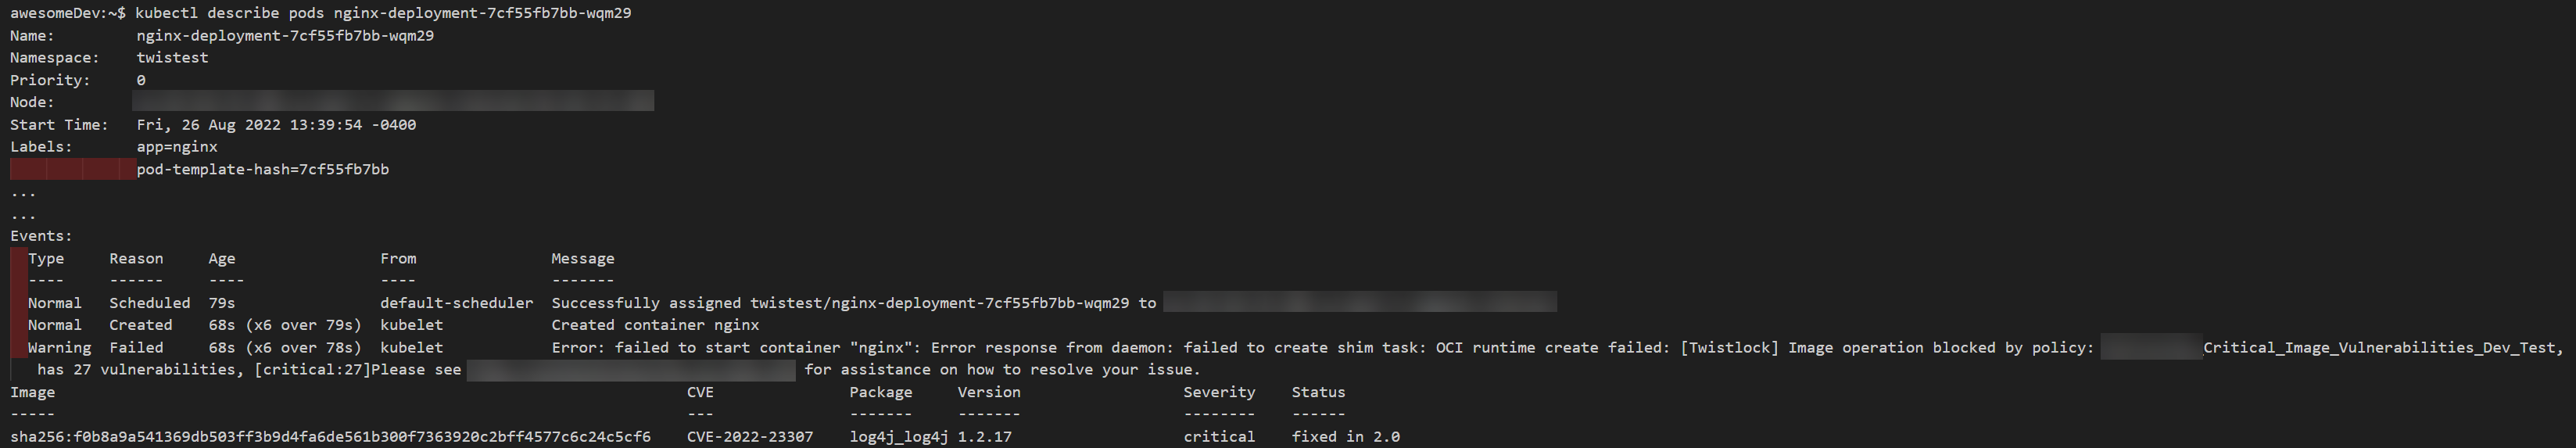 awesomeDev:~$ kubectl describe pods nginx-deployment-7cf55fb7bb-wqm29
Name:         nginx-deployment-7cf55fb7bb-wqm29
Namespace:    twistest
Priority:     0
Node:
Start Time:   Fri, 26 Aug 2022 13:39:54 -0400
Labels:       app=nginx
              pod-template-hash=7cf55fb7bb
...
...
Events:
  Type     Reason     Age                From               Message
  ----     ------     ----               ----               -------
  Normal   Scheduled  79s                default-scheduler  Successfully assigned twistest/nginx-deployment-7cf55fb7bb-wqm29 to
  Normal   Created    68s (x6 over 79s)  kubelet            Created container nginx
  Warning  Failed     68s (x6 over 78s)  kubelet            Error: failed to start container "nginx": Error response from daemon: failed to create shim task: OCI runtime create failed: [Twistlock] Image operation blocked by policy: _Critical_Image_Vulnerabilities_Dev_Test,
   has 27 vulnerabilities, [critical:27]Please see for assistance on how to resolve your issue.
Image                                                                      CVE               Package     Version                  Severity    Status
-----                                                                      ---               -------     -------                  --------    ------
sha256:f0b8a9a541369db503ff3b9d4fa6de561b300f7363920c2bff4577c6c24c5cf6    CVE-2022-23307    log4j_log4j 1.2.17                   critical    fixed in 2.0